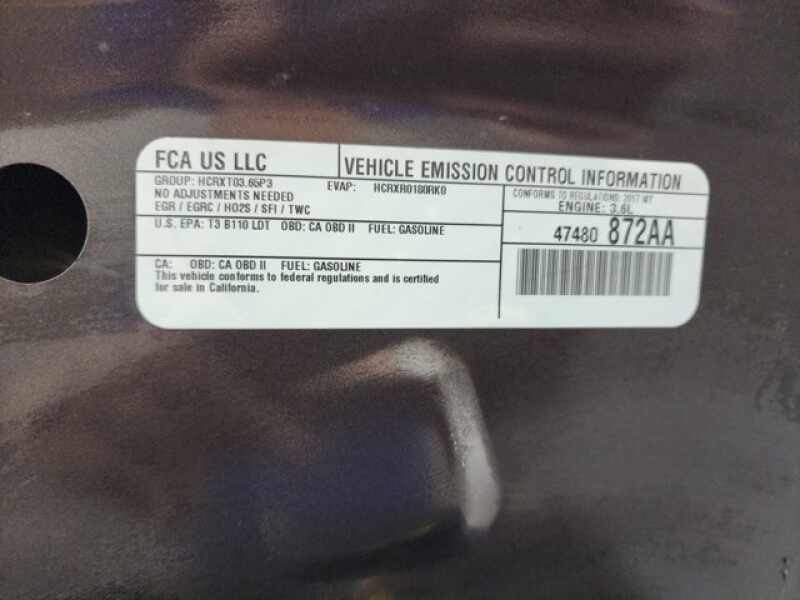 FCA US LLC
VEHICLE EMISSION CONTROL INFORMATION
GROUP: HCRXT03.65P3 EVAP: HCRXR0180RK0
NO ADJUSTMENTS NEEDED
EGR / EGRC / HO2S / SFI / TWC
CONFORMS TO REGULATIONS: 2017 MY
ENGINE: 3.6L
U.S. EPA: T3 B110 LDT OBD: CA OBD II FUEL: GASOLINE
47480 872AA
CA: OBD: CA OBD II FUEL: GASOLINE
This vehicle conforms to federal regulations and is certified
for sale in California.